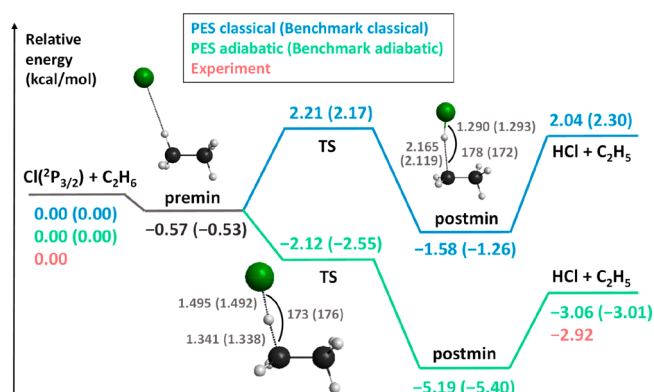 Relative
energy
(kcal/mol)
PES classical (Benchmark classical)
PES adiabatic (Benchmark adiabatic)
Experiment
2.21 (2.17)
TS
1.290 (1.293)
2.165
(2.119)
178 (172)
2.04 (2.30)
HCl + C₂H₅
Cl(²P₃/₂) + C₂H₆
0.00 (0.00)
0.00 (0.00)
0.00
premin
−0.57 (−0.53)
postmin
−1.58 (−1.26)
−2.12 (−2.55)
TS
1.495 (1.492)
173 (176)
1.341 (1.338)
HCl + C₂H₅
−3.06 (−3.01)
−2.92
postmin
−5.19 (−5.40)